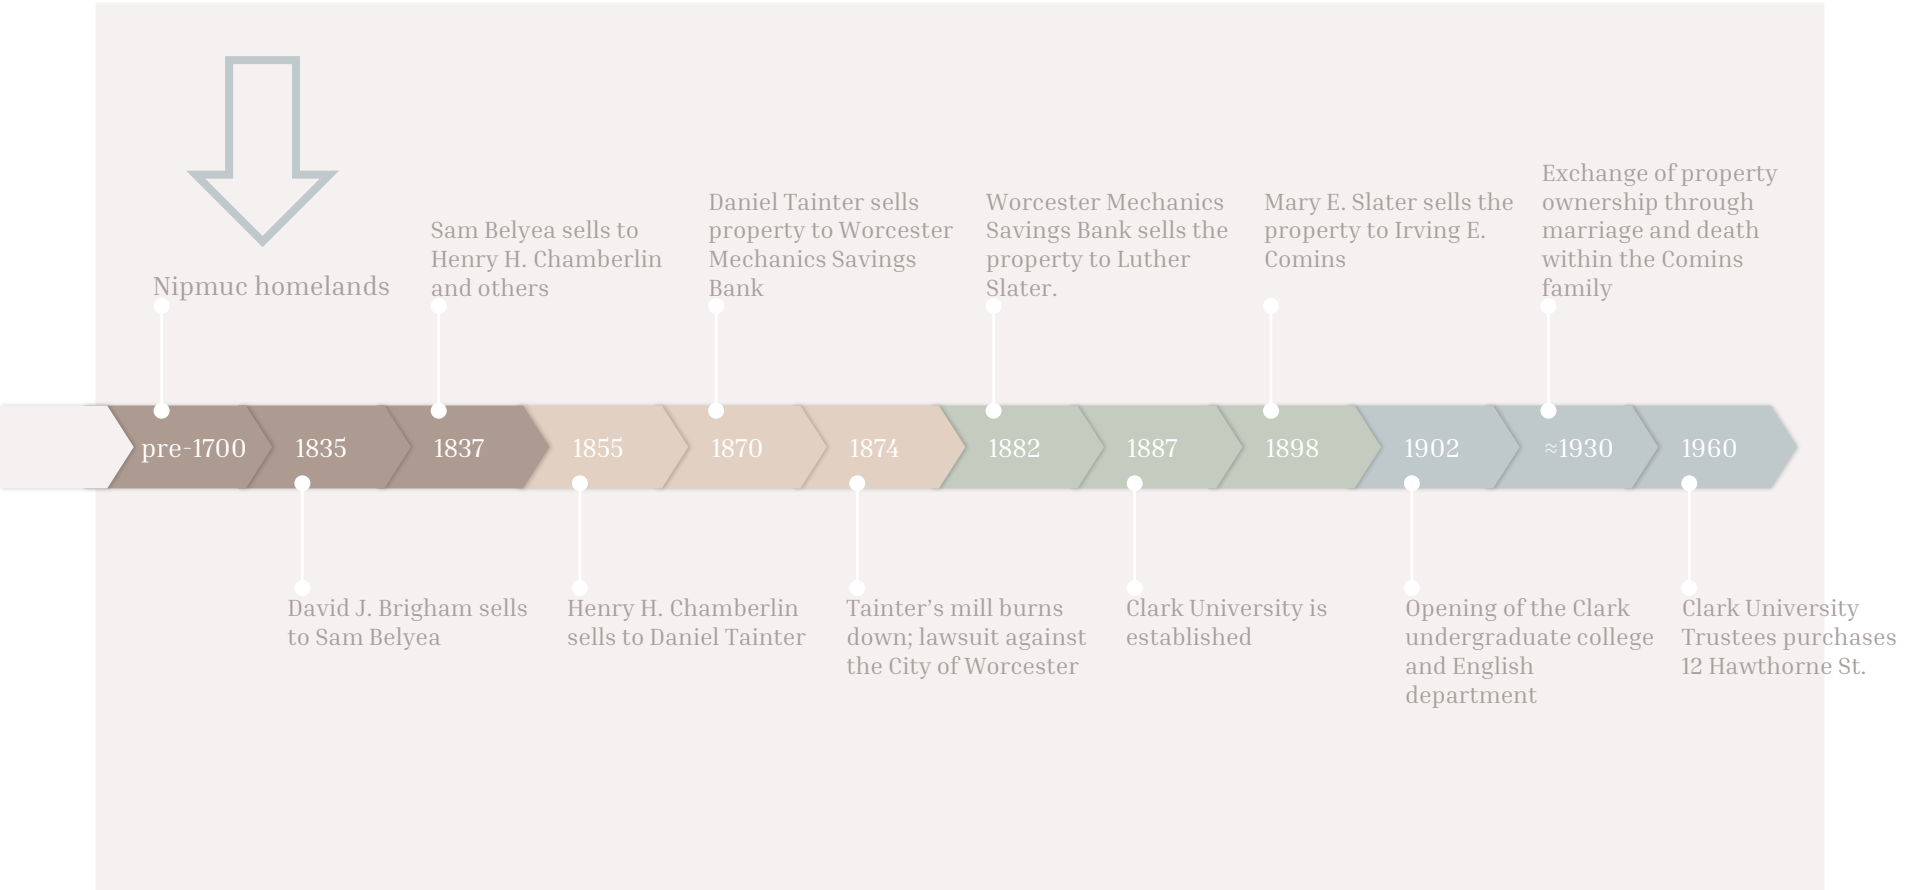 Nipmuc homelands
Sam Belyea sells to
Henry H. Chamberlin
and others
Daniel Tainter sells
property to Worcester
Mechanics Savings
Bank
Worcester Mechanics
Savings Bank sells the
property to Luther
Slater.
Mary E. Slater sells the
property to Irving E.
Comins
Exchange of property
ownership through
marriage and death
within the Comins
family
pre-1700
1835
1837
1855
1870
1874
1882
1887
1898
1902
≈1930
1960
David J. Brigham sells
to Sam Belyea
Henry H. Chamberlin
sells to Daniel Tainter
Tainter’s mill burns
down; lawsuit against
the City of Worcester
Clark University is
established
Opening of the Clark
undergraduate college
and English
department
Clark University
Trustees purchases
12 Hawthorne St.